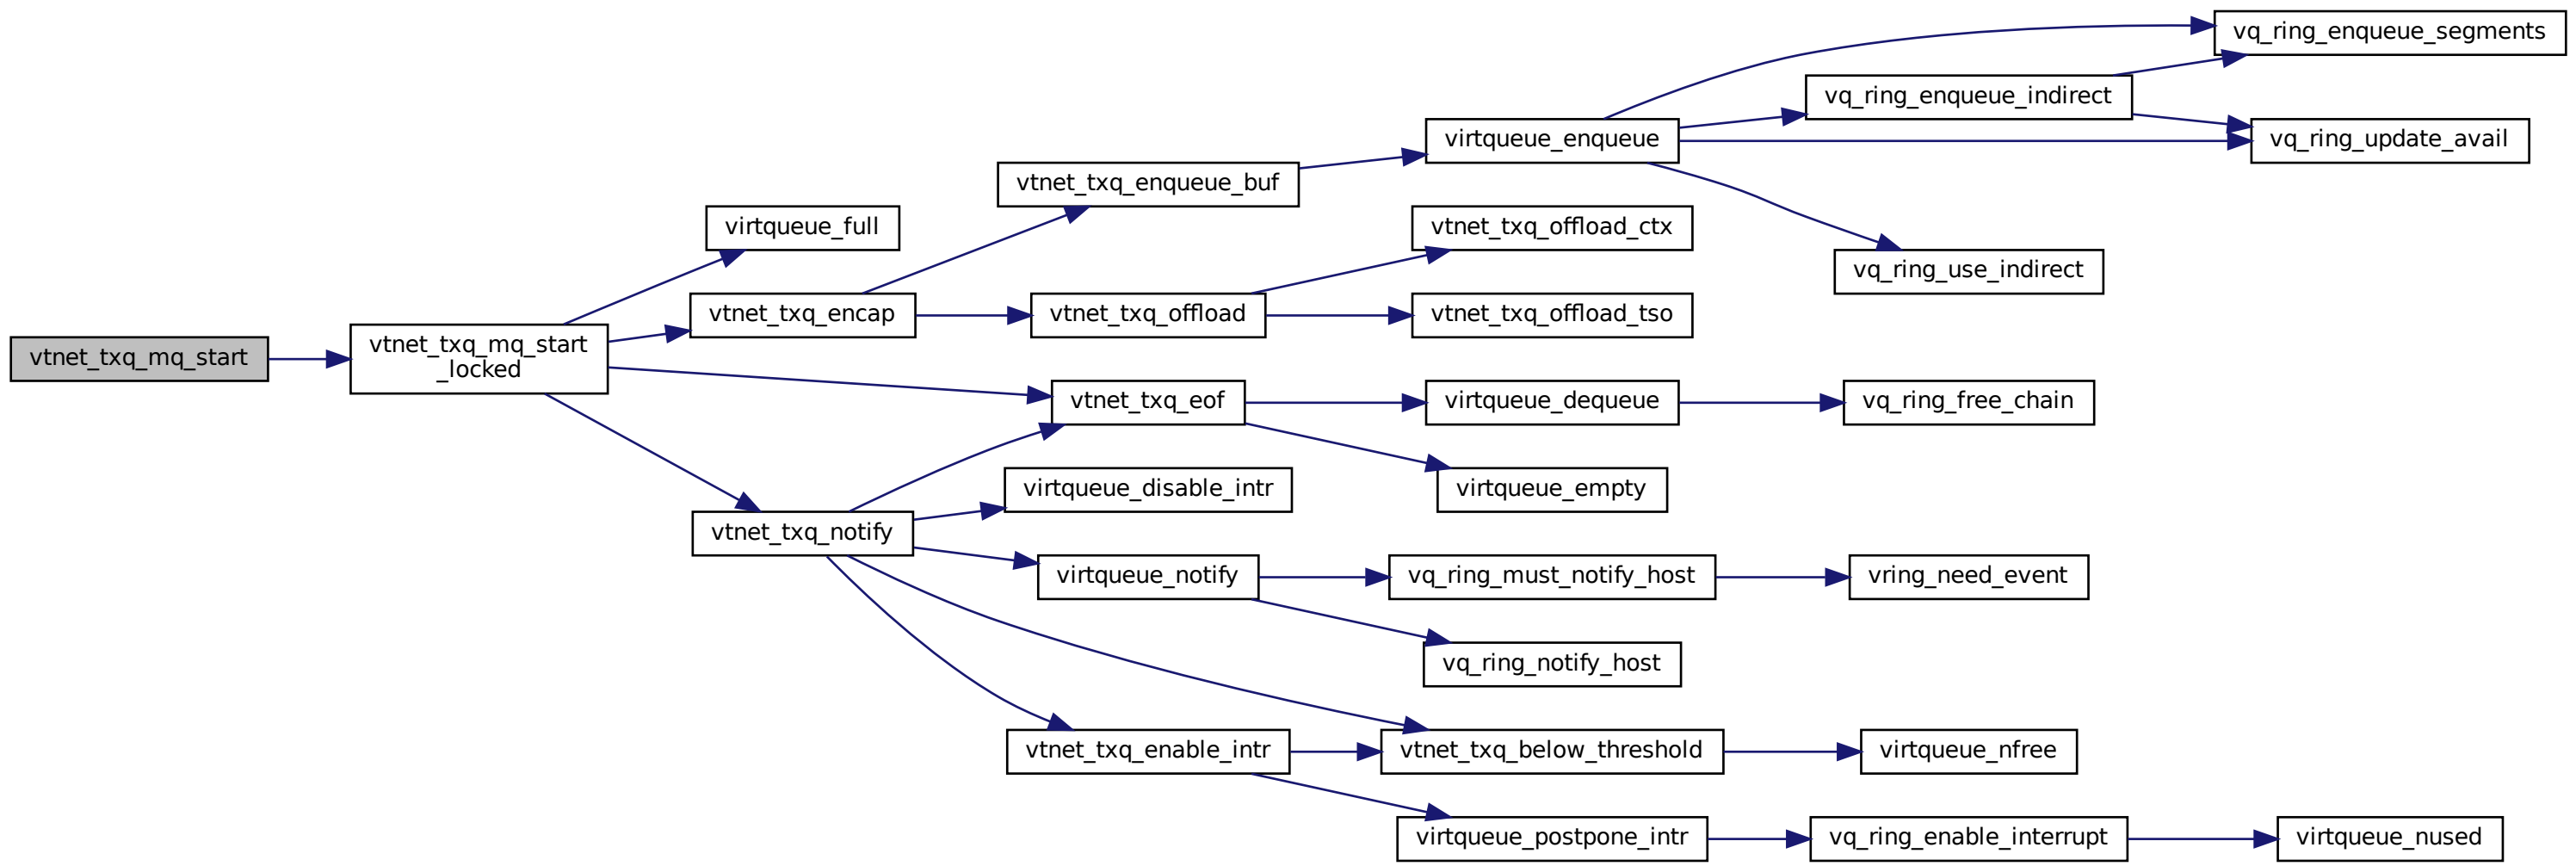 vq_ring_enqueue_segments
vq_ring_enqueue_indirect
virtqueue_enqueue
vq_ring_update_avail
vtnet_txq_enqueue_buf
virtqueue_full
vtnet_txq_offload_ctx
vq_ring_use_indirect
vtnet_txq_encap
vtnet_txq_offload
vtnet_txq_offload_tso
vtnet_txq_mq_start
vtnet_txq_mq_start
_locked
vtnet_txq_eof
virtqueue_dequeue
vq_ring_free_chain
virtqueue_disable_intr
virtqueue_empty
vtnet_txq_notify
virtqueue_notify
vq_ring_must_notify_host
vring_need_event
vq_ring_notify_host
vtnet_txq_enable_intr
vtnet_txq_below_threshold
virtqueue_nfree
virtqueue_postpone_intr
vq_ring_enable_interrupt
virtqueue_nused